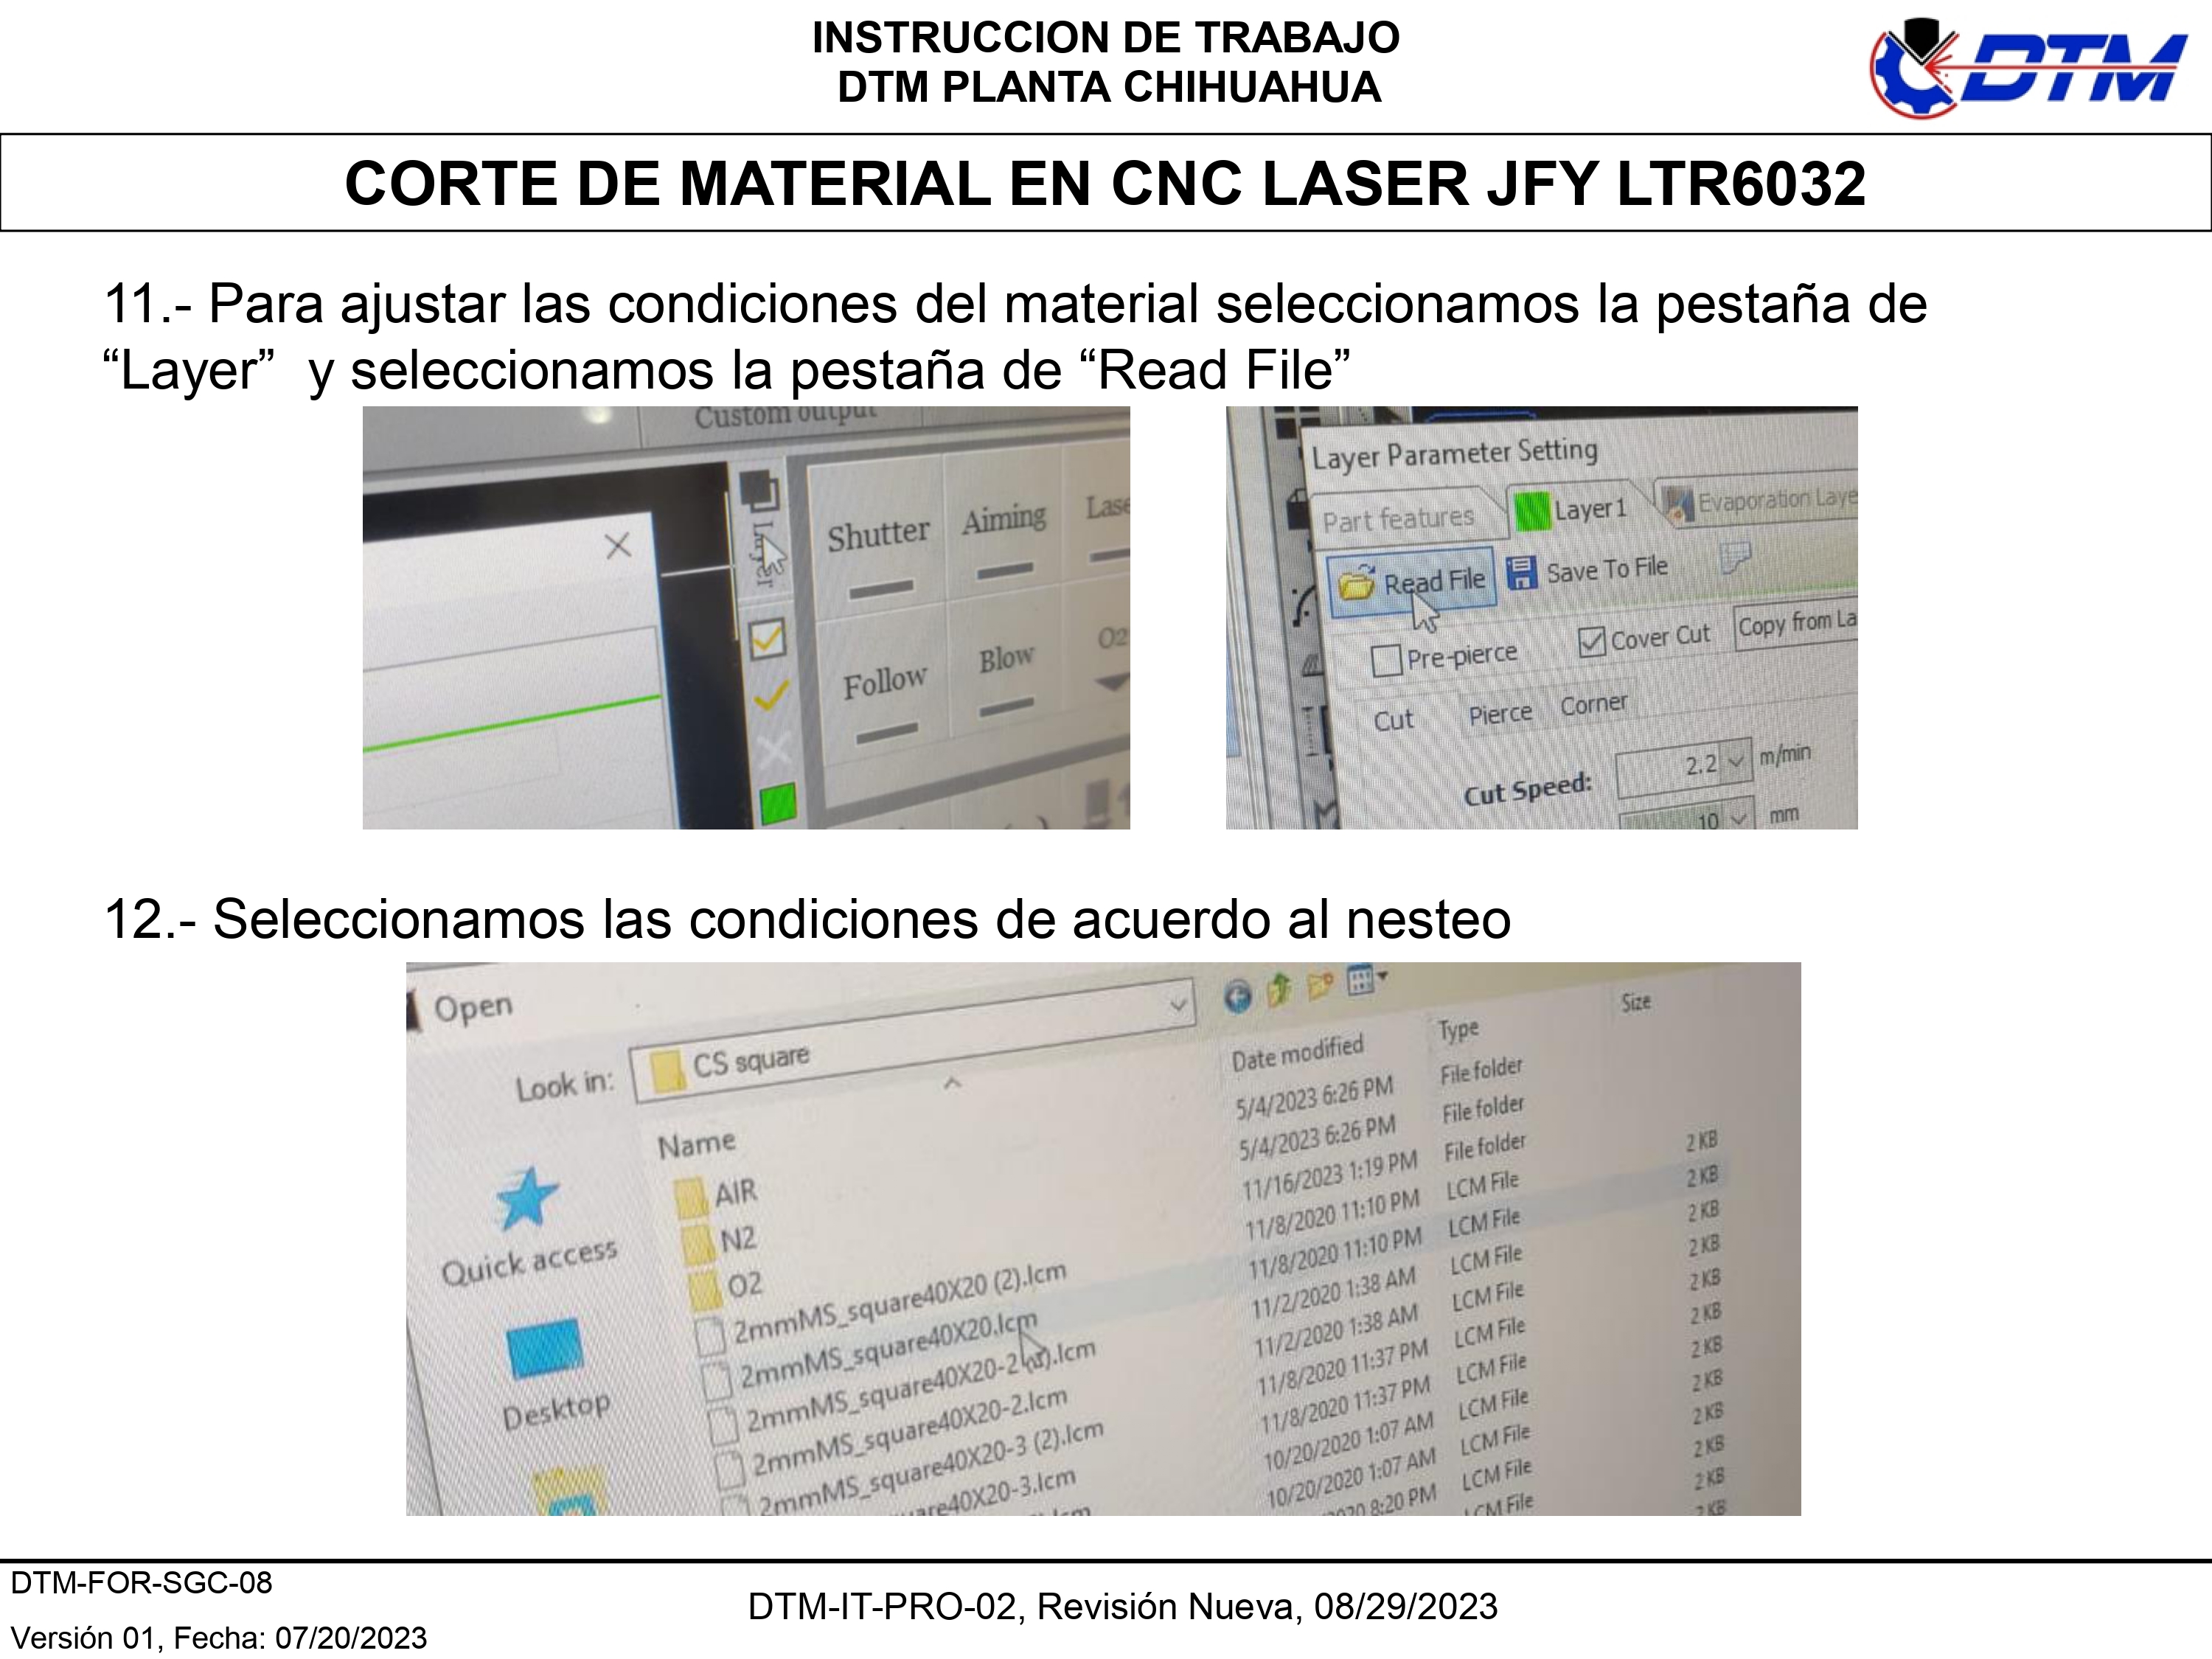 INSTRUCCION DE TRABAJO
DTM PLANTA CHIHUAHUA
DTM
CORTE DE MATERIAL EN CNC LASER JFY LTR6032
11.- Para ajustar las condiciones del material seleccionamos la pestaña de
“Layer” y seleccionamos la pestaña de “Read File”
Custom output
Layer
Shutter
Aiming
Lase
Follow
Blow
O2
Layer Parameter Setting
Part features
Layer1
Evaporation Laye
Read File
Save To File
Pre-pierce
Cover Cut
Copy from La
Cut
Pierce
Corner
Cut Speed:
2.2
m/min
10
mm
12.- Seleccionamos las condiciones de acuerdo al nesteo
Open
Look in:
CS square
Name
Date modified
Type
Size
Quick access
Desktop
AIR
N2
O2
2mmMS_square40X20 (2).lcm
2mmMS_square40X20.lcm
2mmMS_square40X20-2 .lcm
2mmMS_square40X20-2.lcm
2mmMS_square40X20-3 (2).lcm
are40X20-3.lcm
5/4/2023 6:26 PM
5/4/2023 6:26 PM
11/16/2023 1:19 PM
11/8/2020 11:10 PM
11/8/2020 11:10 PM
11/2/2020 1:38 AM
11/2/2020 1:38 AM
11/8/2020 11:37 PM
11/8/2020 11:37 PM
10/20/2020 1:07 AM
10/20/2020 1:07 AM
8:20 PM
File folder
File folder
File folder
LCM File
LCM File
LCM File
LCM File
LCM File
LCM File
LCM File
LCM File
LCM File
LCM File
2 KB
2 KB
2 KB
2 KB
2 KB
2 KB
2 KB
2 KB
2 KB
2 KB
2 KB
2 KB
DTM-FOR-SGC-08
Versión 01, Fecha: 07/20/2023
DTM-IT-PRO-02, Revisión Nueva, 08/29/2023